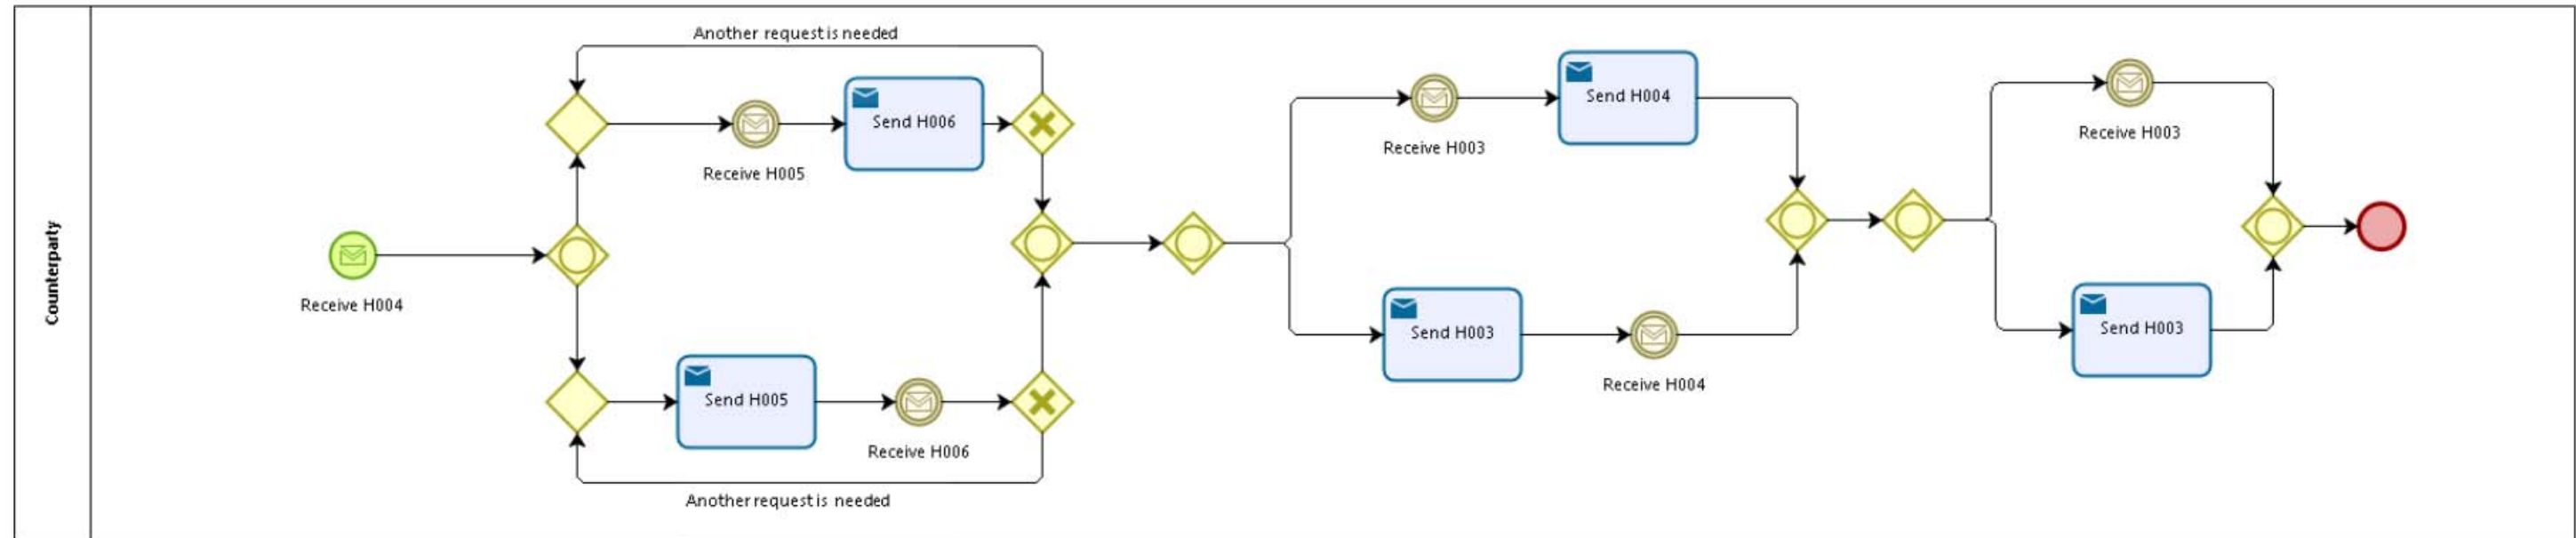 Counterparty
Receive H004
Another request is needed
Receive H005
Send H006
Send H005
Receive H006
Another request is needed
Receive H003
Send H004
Send H003
Receive H004
Receive H003
Send H003